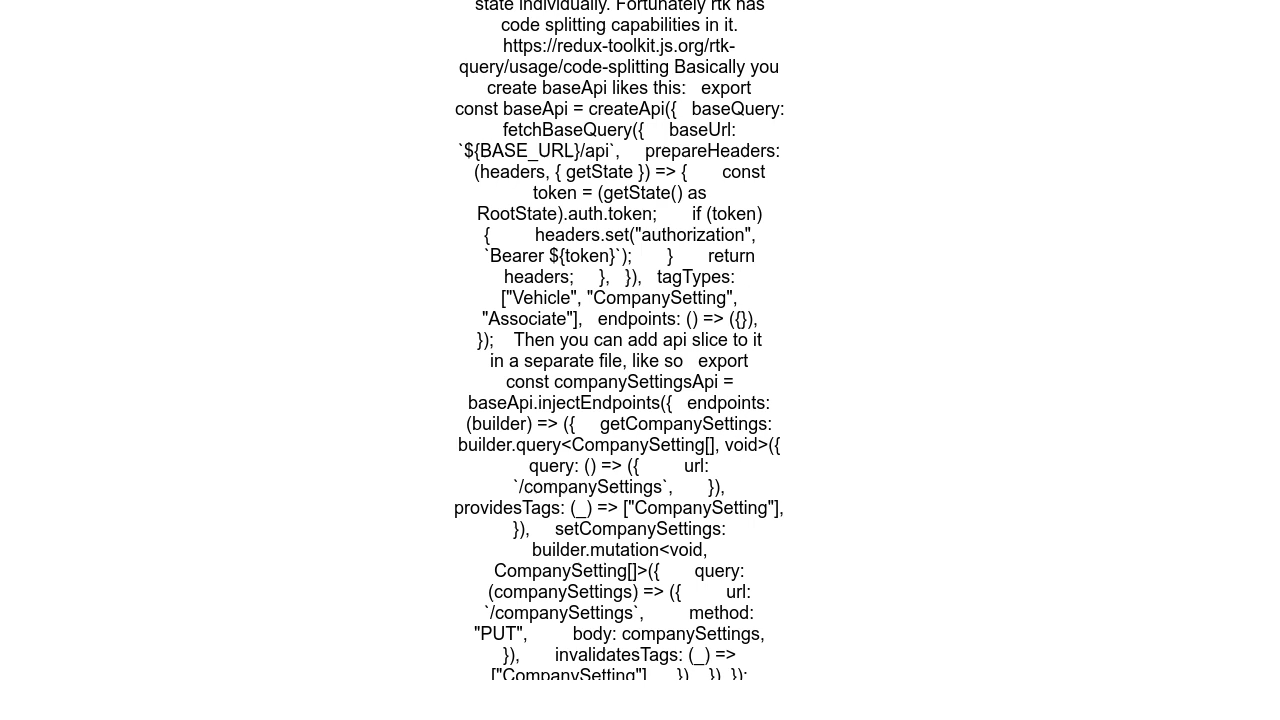 state individually. Fortunately rtk has
code splitting capabilities in it.
https://redux-toolkit.js.org/rtk-
query/usage/code-splitting Basically you
create baseApi likes this:   export
const baseApi = createApi({   baseQuery:
fetchBaseQuery({     baseUrl:
`${BASE_URL}/api`,     prepareHeaders:
(headers, { getState }) => {       const
token = (getState() as
RootState).auth.token;       if (token)
{         headers.set("authorization",
`Bearer ${token}`);       }       return
headers;     },   }),   tagTypes:
["Vehicle", "CompanySetting",
"Associate"],   endpoints: () => ({}),
});    Then you can add api slice to it
in a separate file, like so   export
const companySettingsApi =
baseApi.injectEndpoints({   endpoints:
(builder) => ({     getCompanySettings:
builder.query<CompanySetting[], void>({
query: () => ({         url:
`/companySettings`,       }),
providesTags: (_) => ["CompanySetting"],
}),     setCompanySettings:
builder.mutation<void,
CompanySetting[]>({       query:
(companySettings) => ({         url:
`/companySettings`,         method:
"PUT",         body: companySettings,
}),       invalidatesTags: (_) =>
["CompanySetting"],     }),   }), });